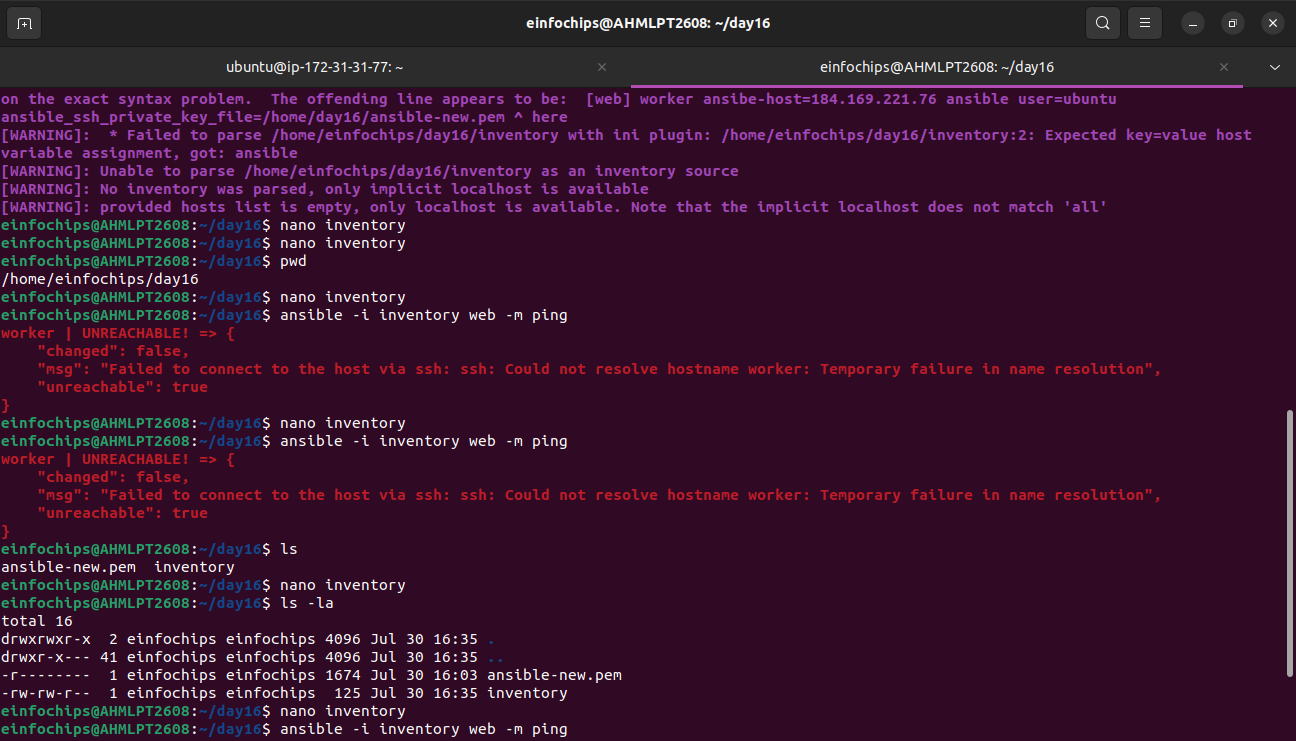 einfochips@AHMLPT2608: ~/day16
ubuntu@ip-172-31-31-77: ~
einfochips@AHMLPT2608: ~/day16
on the exact syntax problem.  The offending line appears to be:  [web] worker ansibe-host=184.169.221.76 ansible user=ubuntu
ansible_ssh_private_key_file=/home/day16/ansible-new.pem ^ here
[WARNING]:  * Failed to parse /home/einfochips/day16/inventory with ini plugin: /home/einfochips/day16/inventory:2: Expected key=value host
variable assignment, got: ansible
[WARNING]: Unable to parse /home/einfochips/day16/inventory as an inventory source
[WARNING]: No inventory was parsed, only implicit localhost is available
[WARNING]: provided hosts list is empty, only localhost is available. Note that the implicit localhost does not match 'all'
einfochips@AHMLPT2608:~/day16$ nano inventory
einfochips@AHMLPT2608:~/day16$ nano inventory
einfochips@AHMLPT2608:~/day16$ pwd
/home/einfochips/day16
einfochips@AHMLPT2608:~/day16$ nano inventory
einfochips@AHMLPT2608:~/day16$ ansible -i inventory web -m ping
worker | UNREACHABLE! => {
    "changed": false,
    "msg": "Failed to connect to the host via ssh: ssh: Could not resolve hostname worker: Temporary failure in name resolution",
    "unreachable": true
}
einfochips@AHMLPT2608:~/day16$ nano inventory
einfochips@AHMLPT2608:~/day16$ ansible -i inventory web -m ping
worker | UNREACHABLE! => {
    "changed": false,
    "msg": "Failed to connect to the host via ssh: ssh: Could not resolve hostname worker: Temporary failure in name resolution",
    "unreachable": true
}
einfochips@AHMLPT2608:~/day16$ ls
ansible-new.pem  inventory
einfochips@AHMLPT2608:~/day16$ nano inventory
einfochips@AHMLPT2608:~/day16$ ls -la
total 16
drwxrwxr-x  2 einfochips einfochips 4096 Jul 30 16:35 .
drwxr-x--- 41 einfochips einfochips 4096 Jul 30 16:35 ..
-r--------  1 einfochips einfochips 1674 Jul 30 16:03 ansible-new.pem
-rw-rw-r--  1 einfochips einfochips  125 Jul 30 16:35 inventory
einfochips@AHMLPT2608:~/day16$ nano inventory
einfochips@AHMLPT2608:~/day16$ ansible -i inventory web -m ping